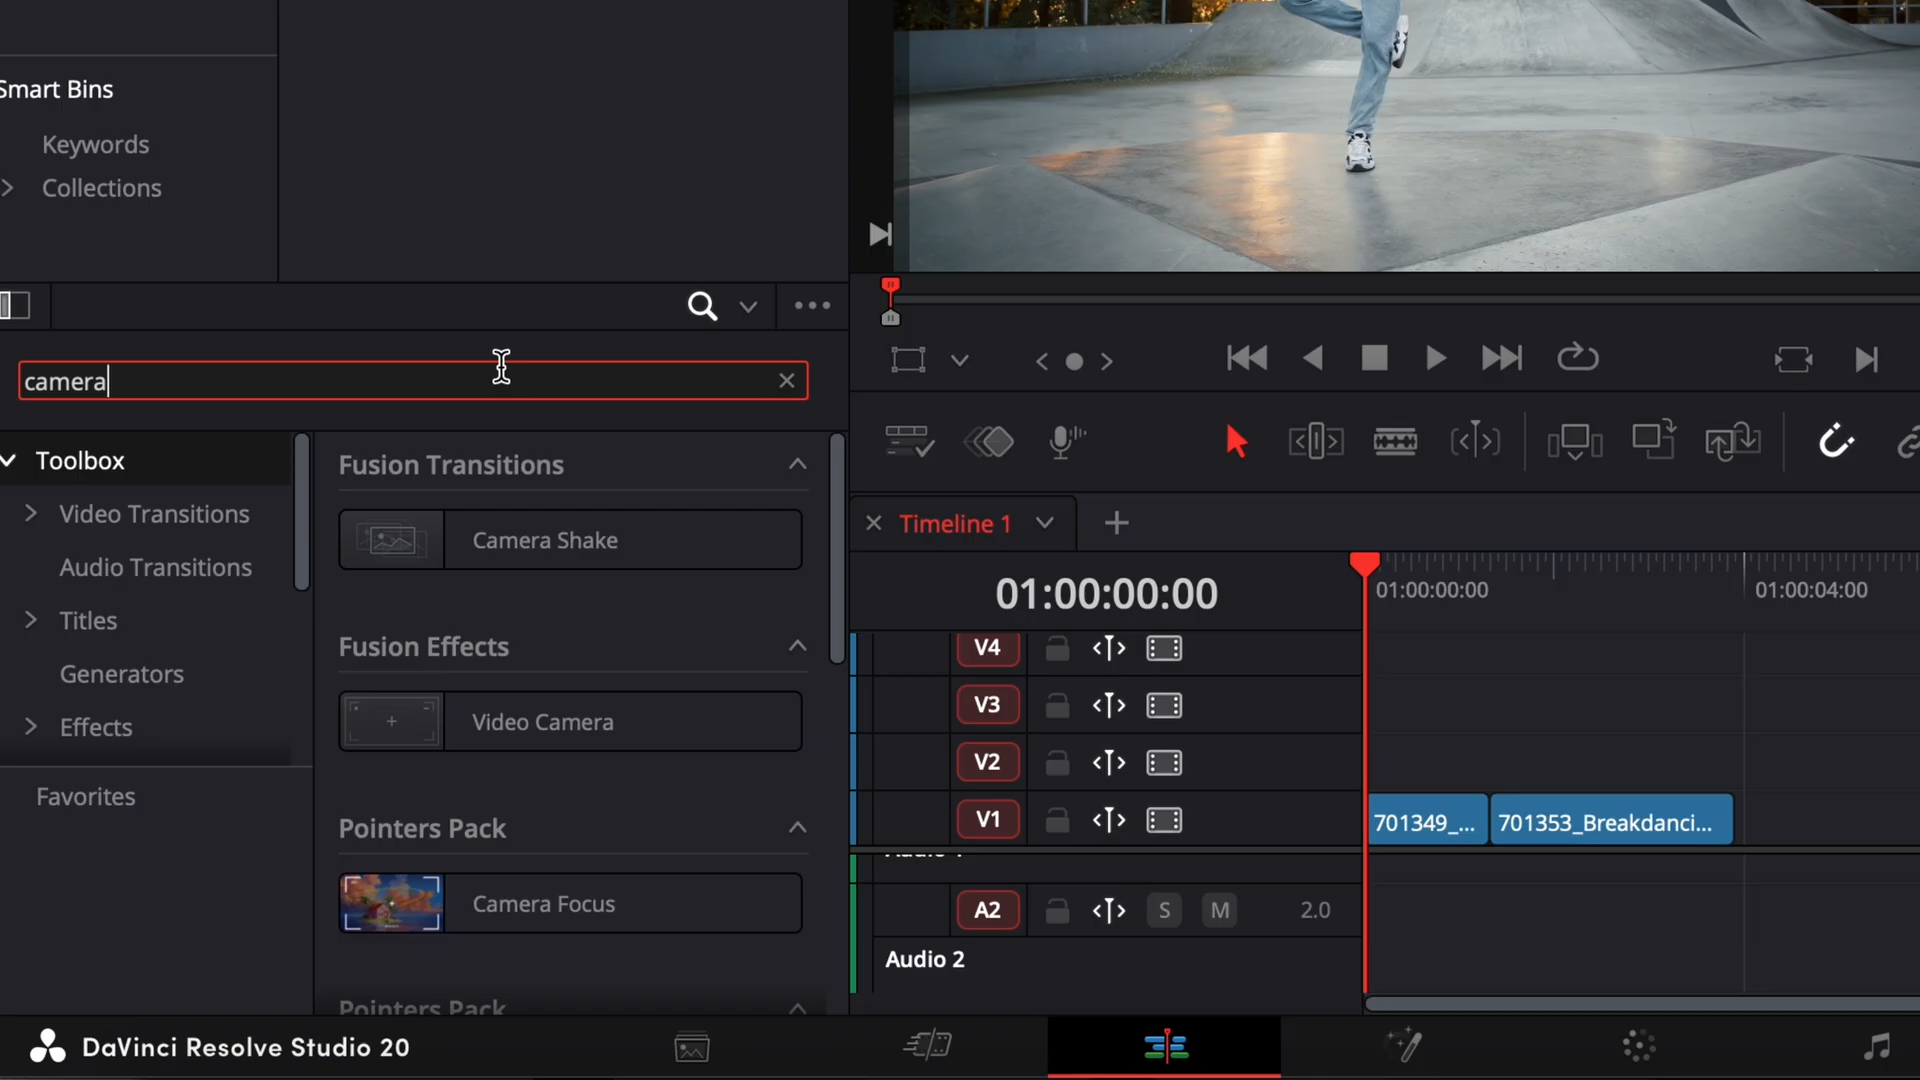 Smart Bins
Keywords
Collections
camera
Toolbox
Video Transitions
Audio Transitions
Titles
Generators
Effects
Favorites
Fusion Transitions
Camera Shake
Fusion Effects
Video Camera
Pointers Pack
Camera Focus
Pointers Pack
Timeline 1
01:00:00:00
01:00:00:00
01:00:04:00
V4
V3
V2
V1
701349_...
701353_Breakdanci...
Audio 1
A2
S
M
2.0
Audio 2
DaVinci Resolve Studio 20